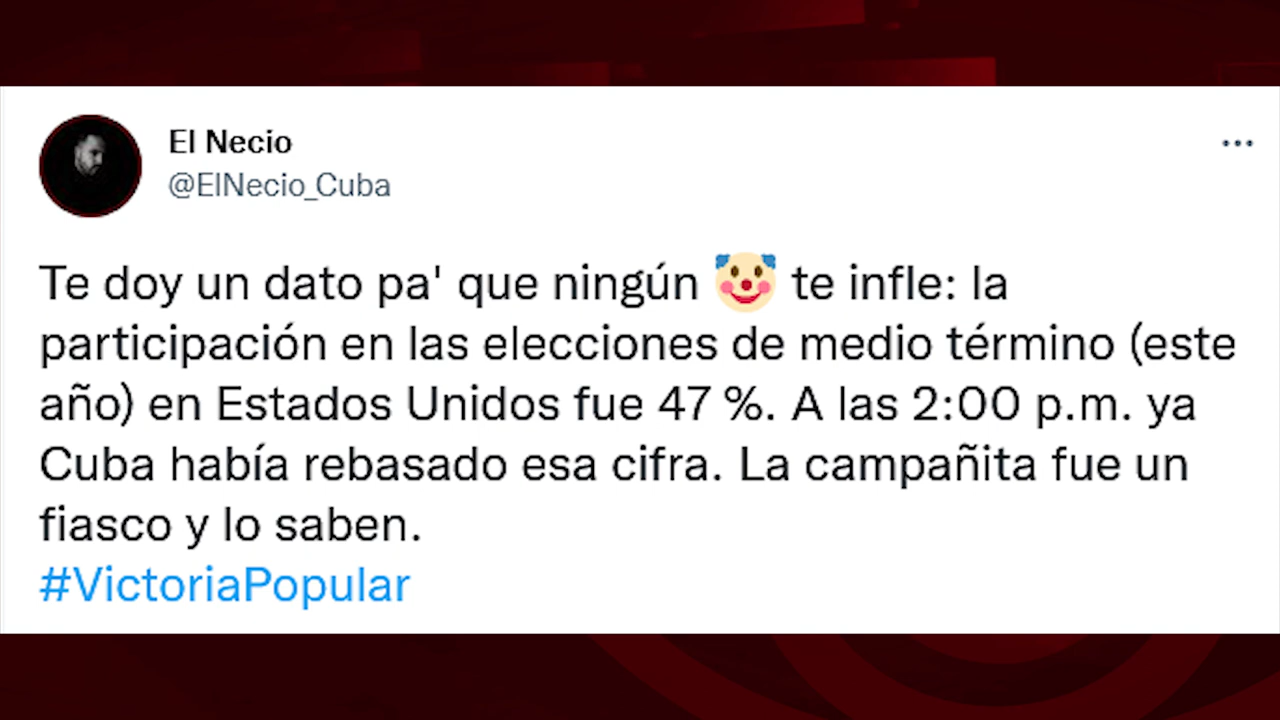 El Necio
@ElNecio_Cuba
Te doy un dato pa' que ningún 🤡 te infle: la
participación en las elecciones de medio término (este
año) en Estados Unidos fue 47 %. A las 2:00 p.m. ya
Cuba había rebasado esa cifra. La campañita fue un
fiasco y lo saben.
#VictoriaPopular